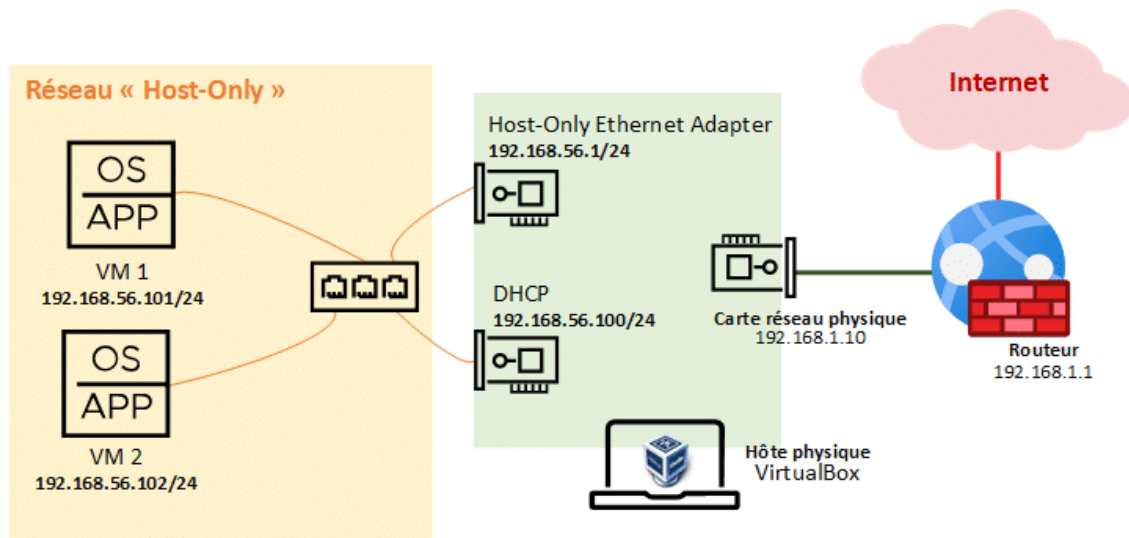 Réseau « Host-Only »
OS
APP
VM 1
192.168.56.101/24
OS
APP
VM 2
192.168.56.102/24
Host-Only Ethernet Adapter
192.168.56.1/24
DHCP
192.168.56.100/24
Carte réseau physique
192.168.1.10
Hôte physique
VirtualBox
Internet
Routeur
192.168.1.1